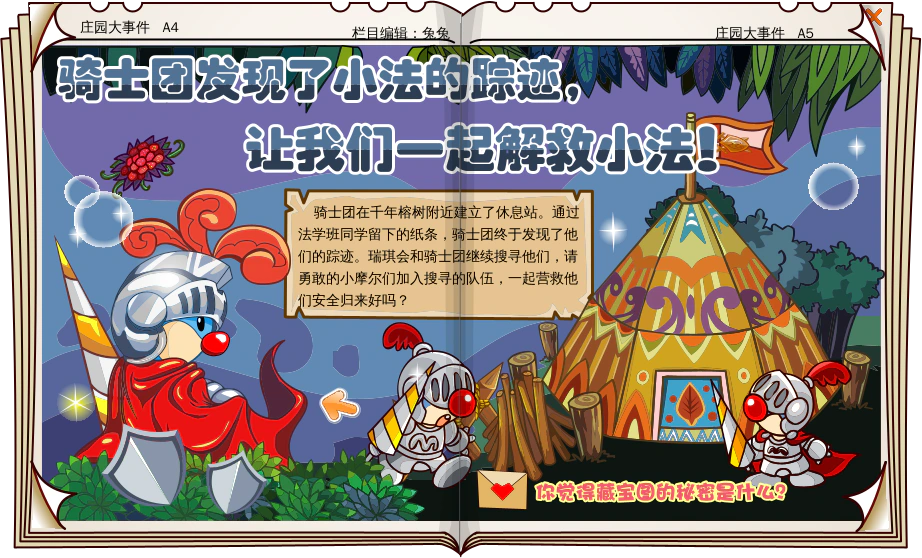 庄园大事件 A4
栏目编辑：兔兔
庄园大事件 A5
骑士团发现了小法的踪迹，
让我们一起解救小法！
骑士团在千年榕树附近建立了休息站。通过
法学班同学留下的纸条，骑士团终于发现了他
们的踪迹。瑞琪会和骑士团继续搜寻他们，请
勇敢的小摩尔们加入搜寻的队伍，一起营救他
们安全归来好吗？
你觉得藏宝图的秘密是什么？